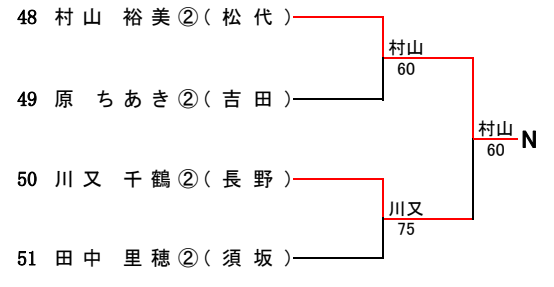 48 村山 裕美②(松代)
村山
60
49 原 ちあき②(吉田)
村山
60
N
50 川又 千鶴②(長野)
川又
75
51 田中 里穂②(須坂)